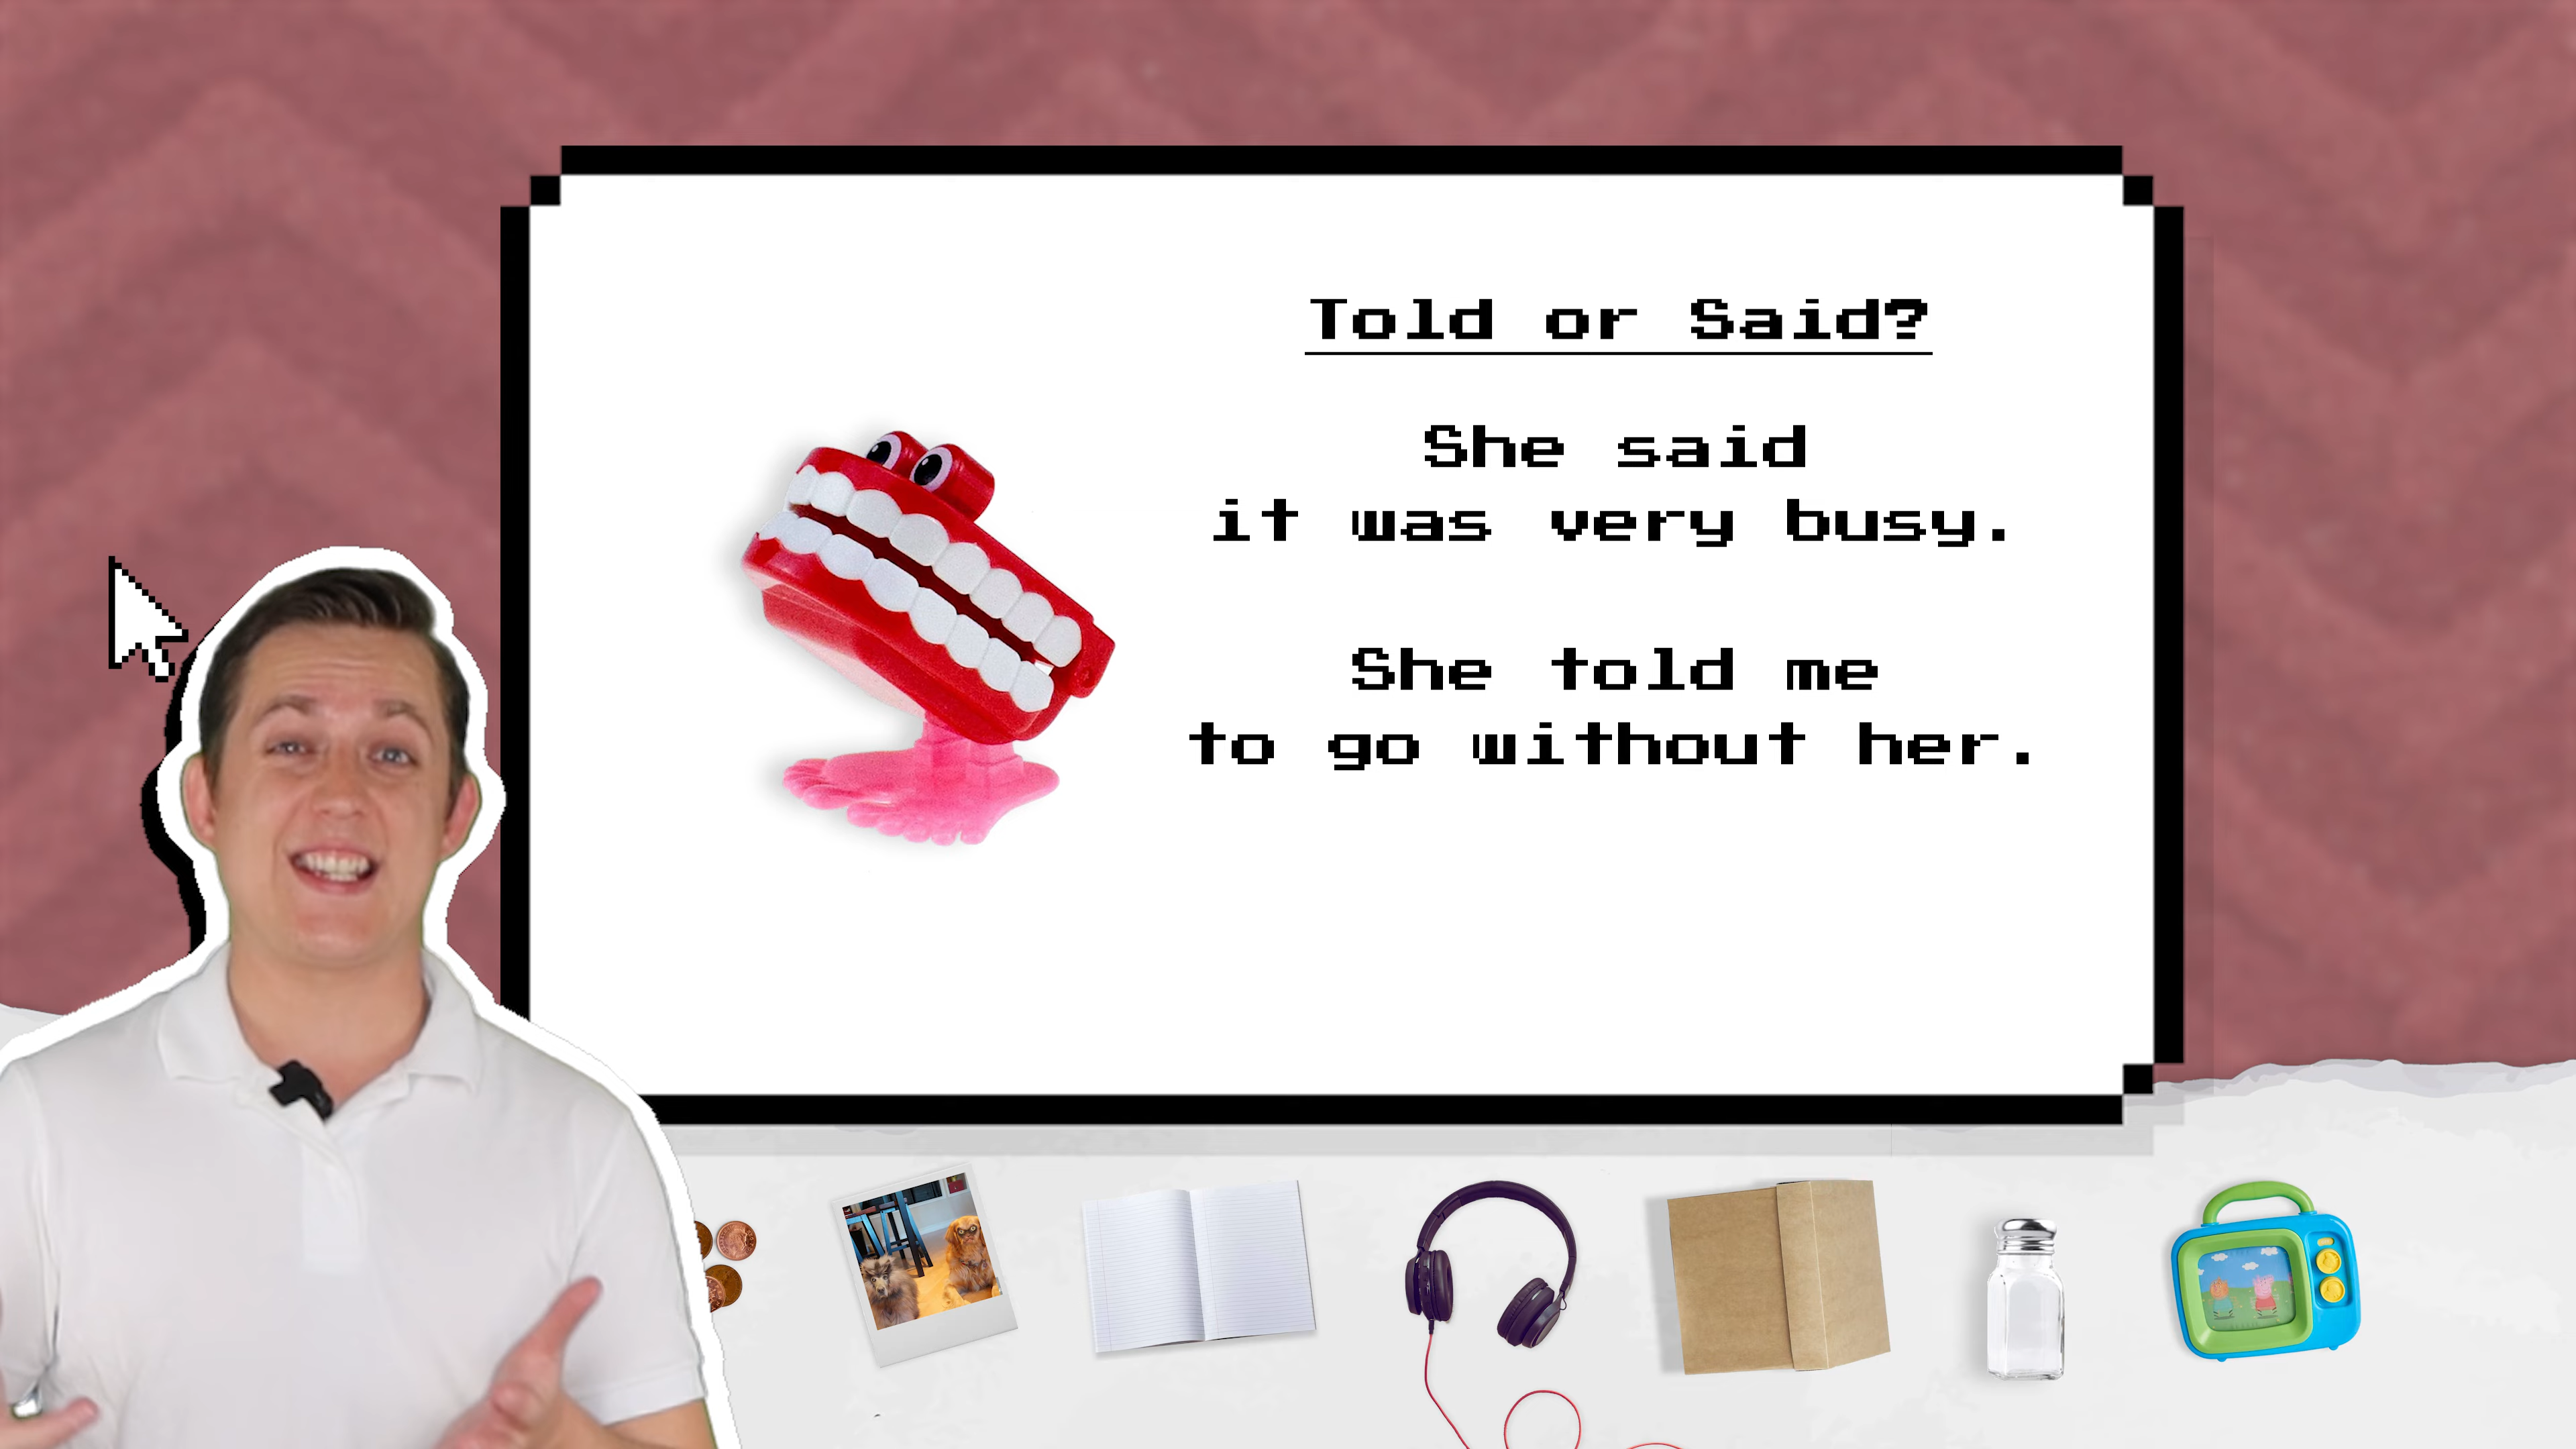 Told or Said?
She said
it was very busy.
She told me
to go without her.